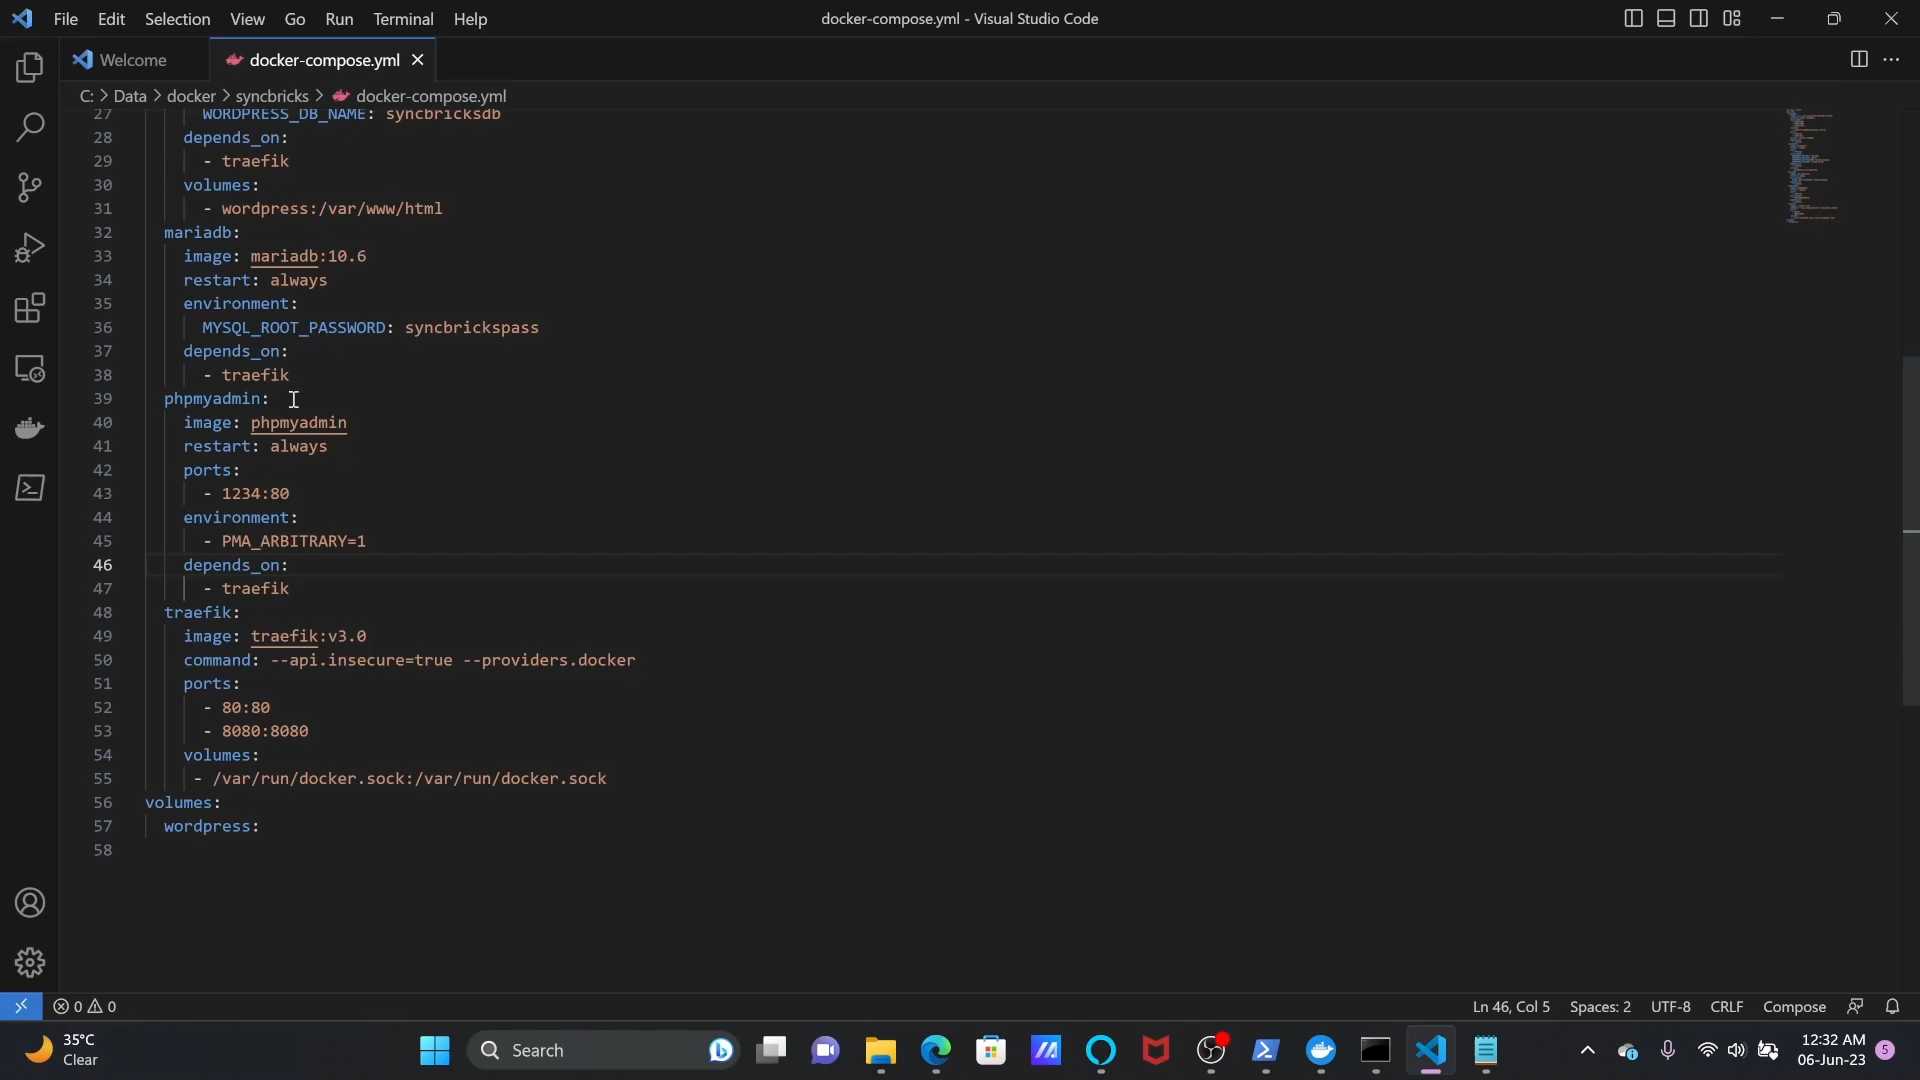 File Edit Selection View Go Run Terminal Help
docker-compose.yml - Visual Studio Code
Welcome
docker-compose.yml
C: > Data > docker > syncbricks > docker-compose.yml
27 WORDPRESS_DB_NAME: syncbricksdb
28 depends_on:
29 - traefik
30 volumes:
31 - wordpress:/var/www/html
32 mariadb:
33 image: mariadb:10.6
34 restart: always
35 environment:
36 MYSQL_ROOT_PASSWORD: syncbrickspass
37 depends_on:
38 - traefik
39 phpmyadmin:
40 image: phpmyadmin
41 restart: always
42 ports:
43 - 1234:80
44 environment:
45 - PMA_ARBITRARY=1
46 depends_on:
47 - traefik
48 traefik:
49 image: traefik:v3.0
50 command: --api.insecure=true --providers.docker
51 ports:
52 - 80:80
53 - 8080:8080
54 volumes:
55 - /var/run/docker.sock:/var/run/docker.sock
56 volumes:
57 wordpress:
58
0 0
Ln 46, Col 5 Spaces: 2 UTF-8 CRLF Compose
35°C
Clear
Search
12:32 AM
06-Jun-23
5